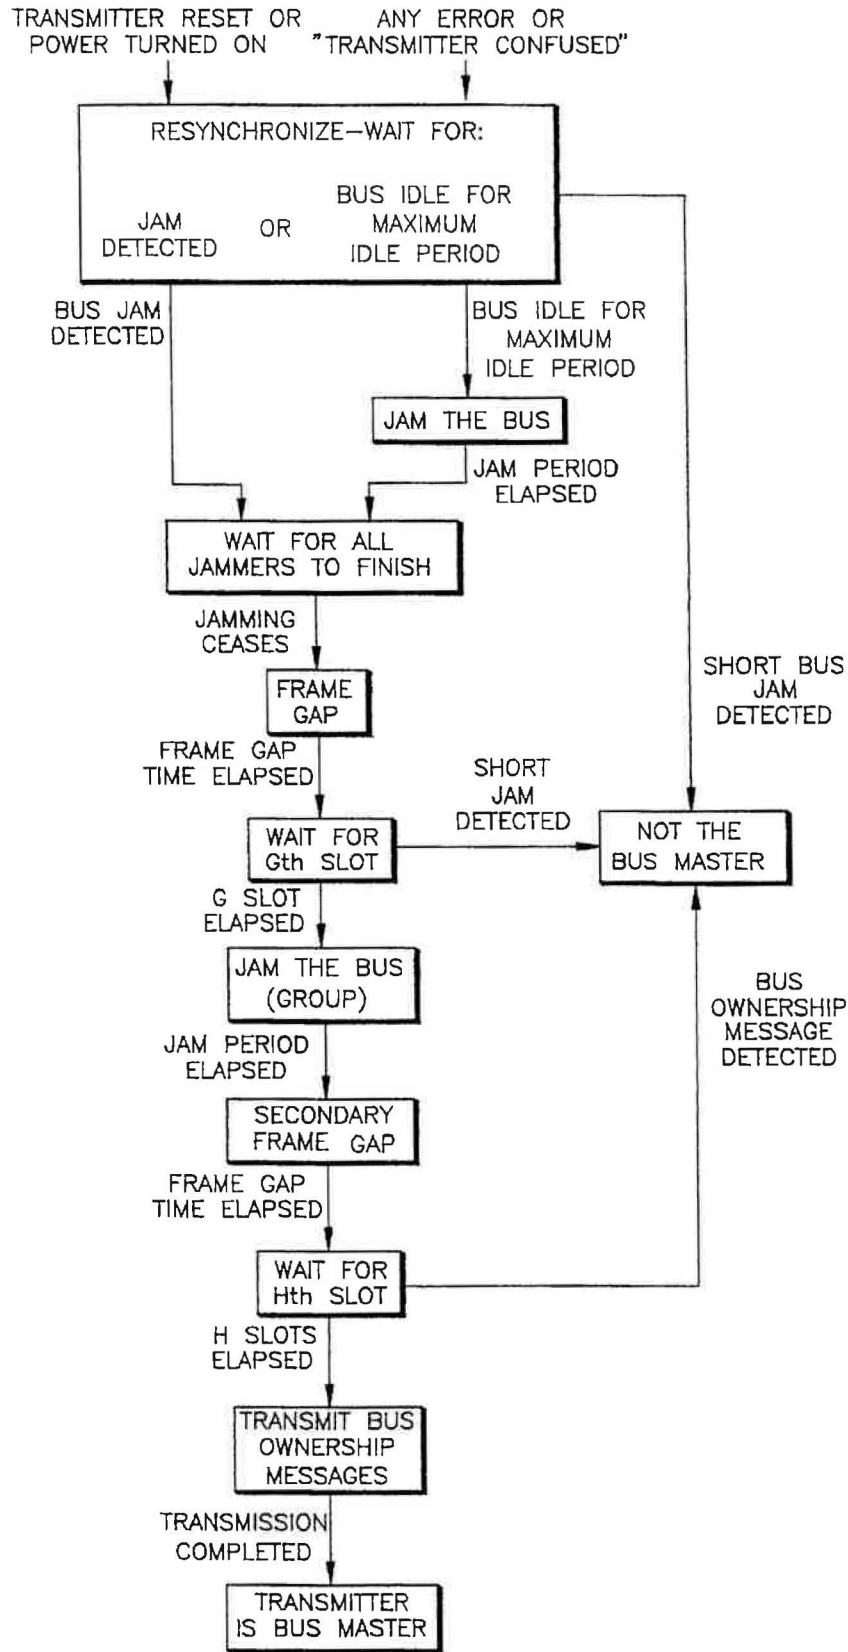 TRANSMITTER RESET OR
POWER TURNED ON
ANY ERROR OR
"TRANSMITTER CONFUSED"
RESYNCHRONIZE-WAIT FOR:
JAM
DETECTED
OR
BUS IDLE FOR
MAXIMUM
IDLE PERIOD
BUS JAM
DETECTED
BUS IDLE FOR
MAXIMUM
IDLE PERIOD
JAM THE BUS
JAM PERIOD
ELAPSED
WAIT FOR ALL
JAMMERS TO FINISH
JAMMING
CEASES
SHORT BUS
JAM
DETECTED
FRAME
GAP
FRAME GAP
TIME ELAPSED
SHORT
JAM
DETECTED
WAIT FOR
Gth SLOT
NOT THE
BUS MASTER
G SLOT
ELAPSED
JAM THE BUS
(GROUP)
BUS
OWNERSHIP
MESSAGE
DETECTED
JAM PERIOD
ELAPSED
SECONDARY
FRAME GAP
FRAME GAP
TIME ELAPSED
WAIT FOR
Hth SLOT
H SLOTS
ELAPSED
TRANSMIT BUS
OWNERSHIP
MESSAGES
TRANSMISSION
COMPLETED
TRANSMITTER
IS BUS MASTER